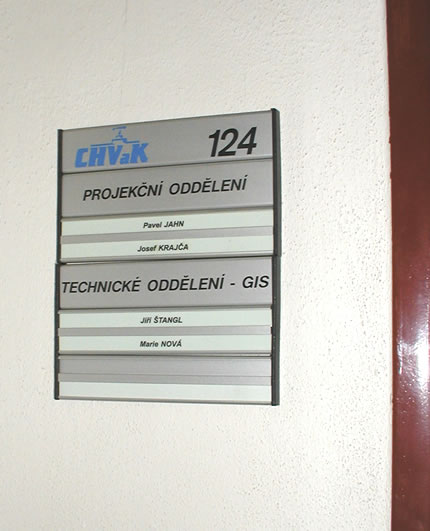 CHVaK 124
PROJEKČNÍ ODDĚLENÍ
Pavel JAHN
Josef KRAJČA
TECHNICKÉ ODDĚLENÍ - GIS
Jiří ŠTANGL
Marie NOVÁ